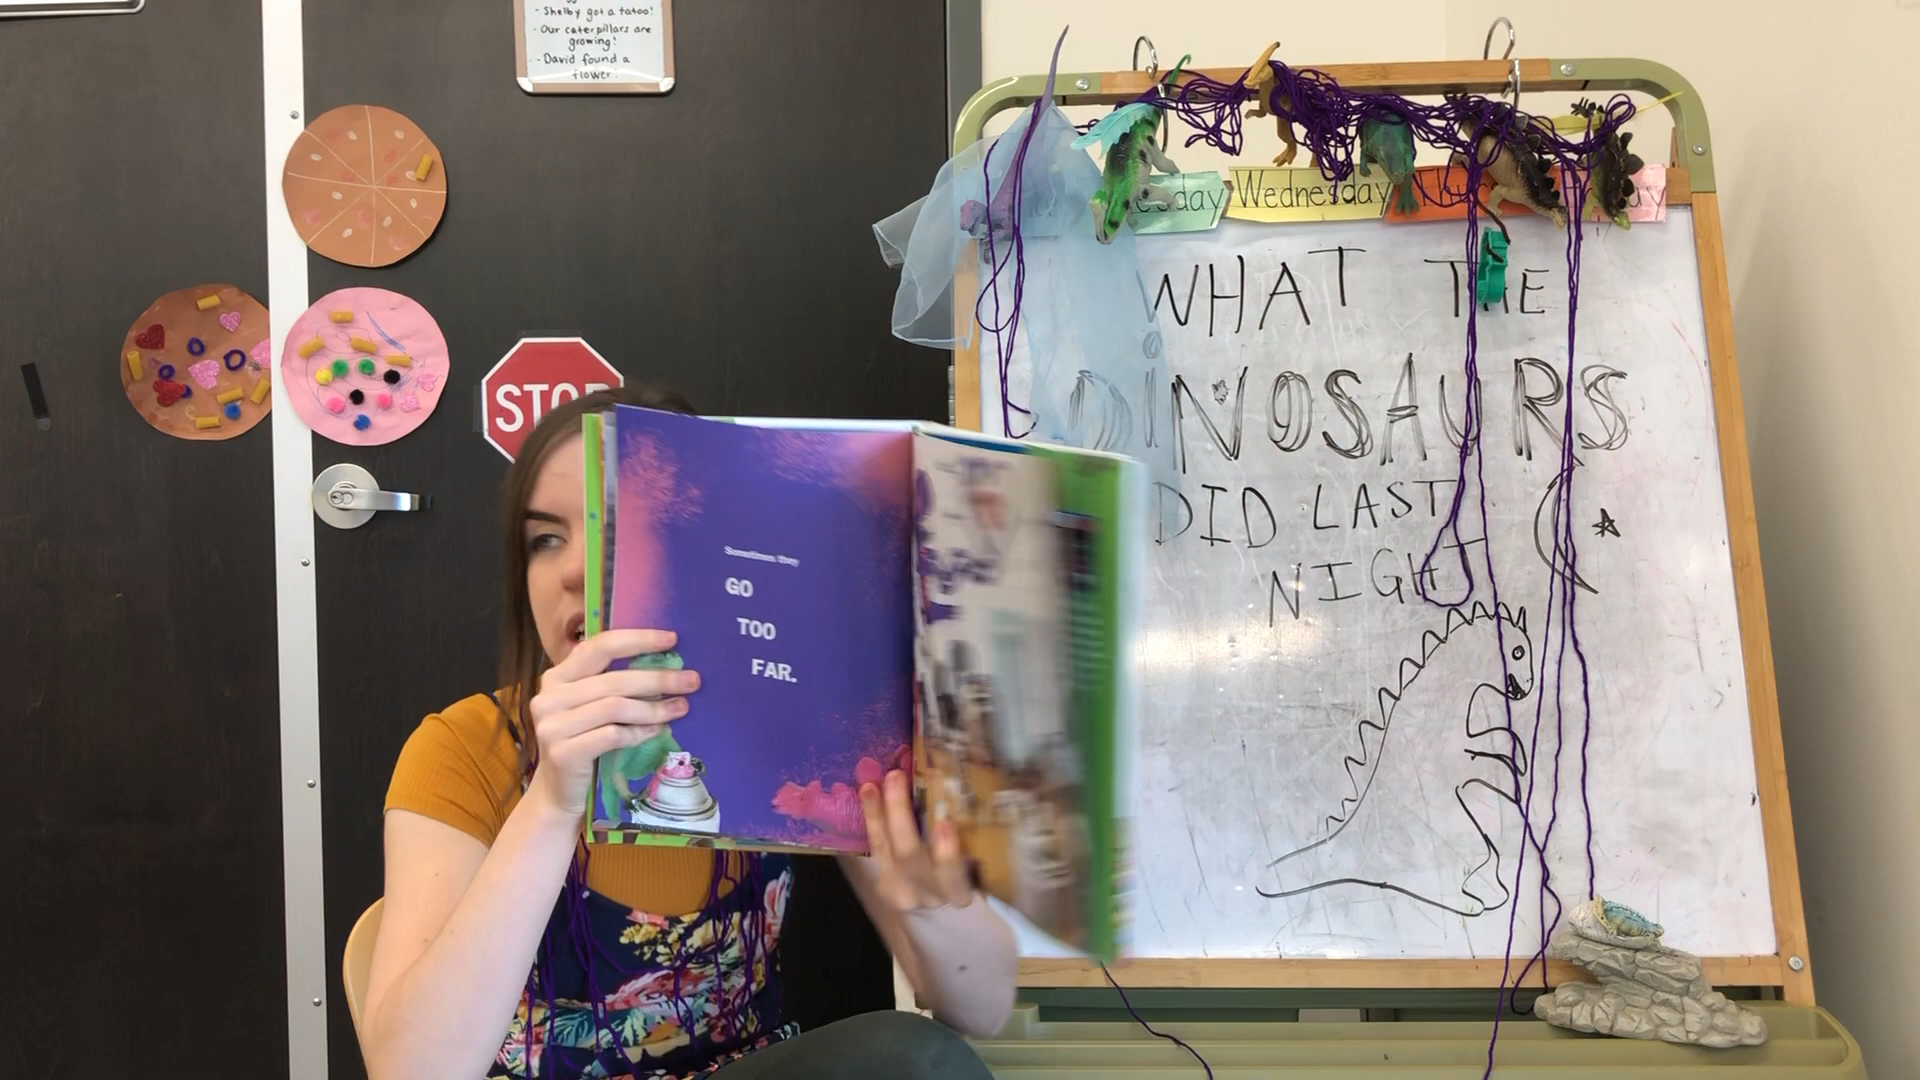 - Shelby got a tatoo!
- Our caterpillars are
growing!
- David found a
flower!
STOP
Wednesday
WHAT THE
DINOSAURS
DID LAST
NIGHT
Sometimes they
GO
TOO
FAR.